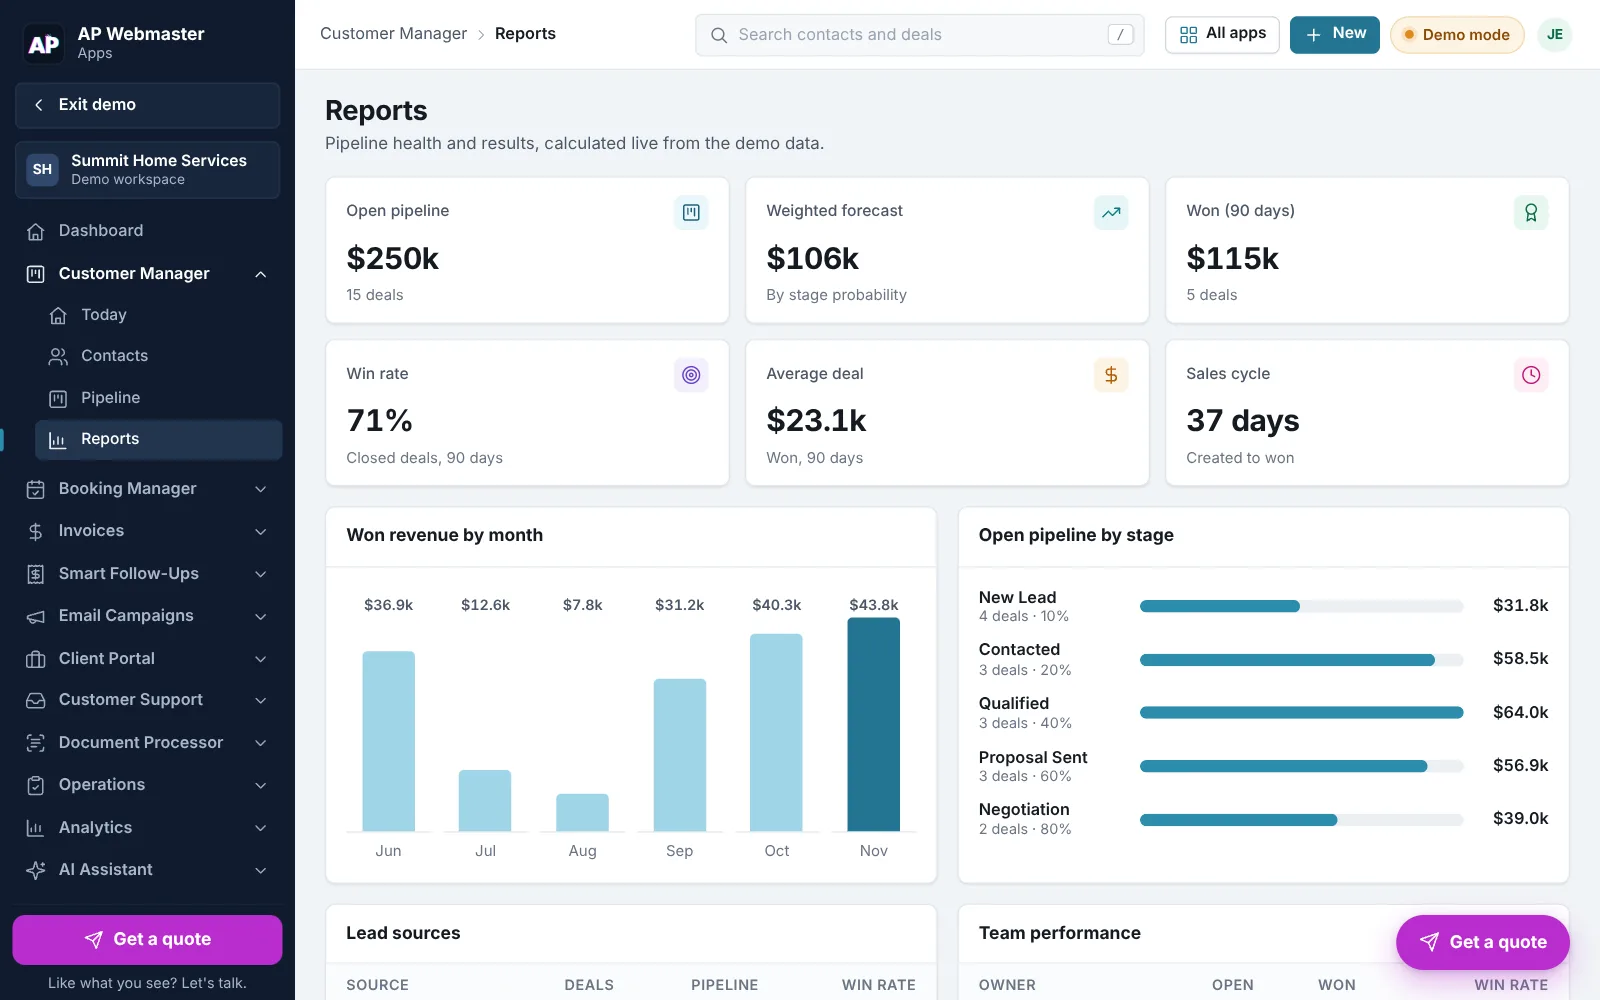 AP
AP Webmaster
Apps
Exit demo
SH
Summit Home Services
Demo workspace
Dashboard
Customer Manager
Today
Contacts
Pipeline
Reports
Booking Manager
Invoices
Smart Follow-Ups
Email Campaigns
Client Portal
Customer Support
Document Processor
Operations
Analytics
AI Assistant
Get a quote
Like what you see? Let's talk.
Customer Manager › Reports
Search contacts and deals /
All apps
+ New
Demo mode
JE
Reports
Pipeline health and results, calculated live from the demo data.
Open pipeline
$250k
15 deals
Weighted forecast
$106k
By stage probability
Won (90 days)
$115k
5 deals
Win rate
71%
Closed deals, 90 days
Average deal
$23.1k
Won, 90 days
Sales cycle
37 days
Created to won
Won revenue by month
$36.9k $12.6k $7.8k $31.2k $40.3k $43.8k
Jun Jul Aug Sep Oct Nov
Open pipeline by stage
New Lead
4 deals · 10%
$31.8k
Contacted
3 deals · 20%
$58.5k
Qualified
3 deals · 40%
$64.0k
Proposal Sent
3 deals · 60%
$56.9k
Negotiation
2 deals · 80%
$39.0k
Lead sources
SOURCE DEALS PIPELINE WIN RATE
Team performance
OWNER OPEN WON WIN RATE
Get a quote